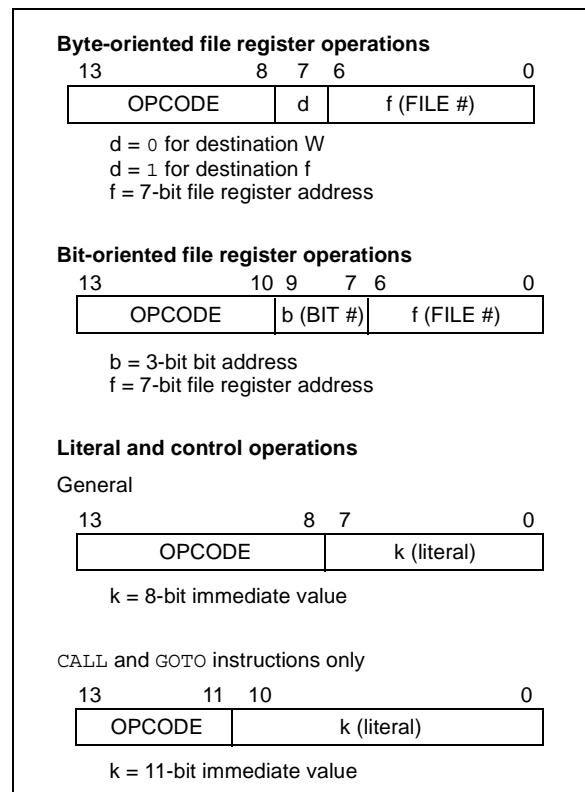 Byte-oriented file register operations
13 8 7 6 0
OPCODE d f (FILE #)
d = 0 for destination W
d = 1 for destination f
f = 7-bit file register address
Bit-oriented file register operations
13 10 9 7 6 0
OPCODE b (BIT #) f (FILE #)
b = 3-bit bit address
f = 7-bit file register address
Literal and control operations
General
13 8 7 0
OPCODE k (literal)
k = 8-bit immediate value
CALL and GOTO instructions only
13 11 10 0
OPCODE k (literal)
k = 11-bit immediate value